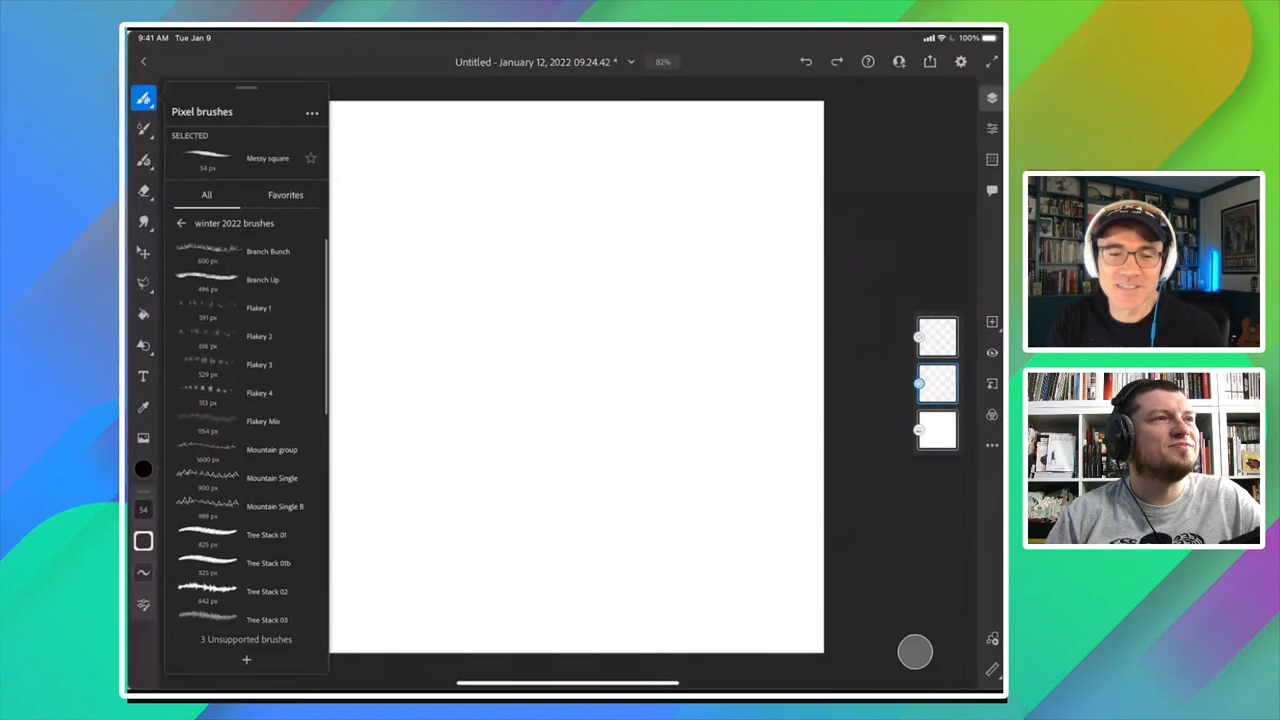 9:41 AM Tue Jan 9
100%
Untitled - January 12, 2022 09.24.42 *
82%
Pixel brushes
SELECTED
Messy square
54 px
All
Favorites
winter 2022 brushes
Branch Bunch
600 px
Branch Up
496 px
Flakey 1
591 px
Flakey 2
616 px
Flakey 3
529 px
Flakey 4
513 px
Flakey Mix
1154 px
Mountain group
1600 px
Mountain Single
900 px
Mountain Single B
989 px
Tree Stack 01
825 px
Tree Stack 01b
825 px
Tree Stack 02
642 px
Tree Stack 03
3 Unsupported brushes
54